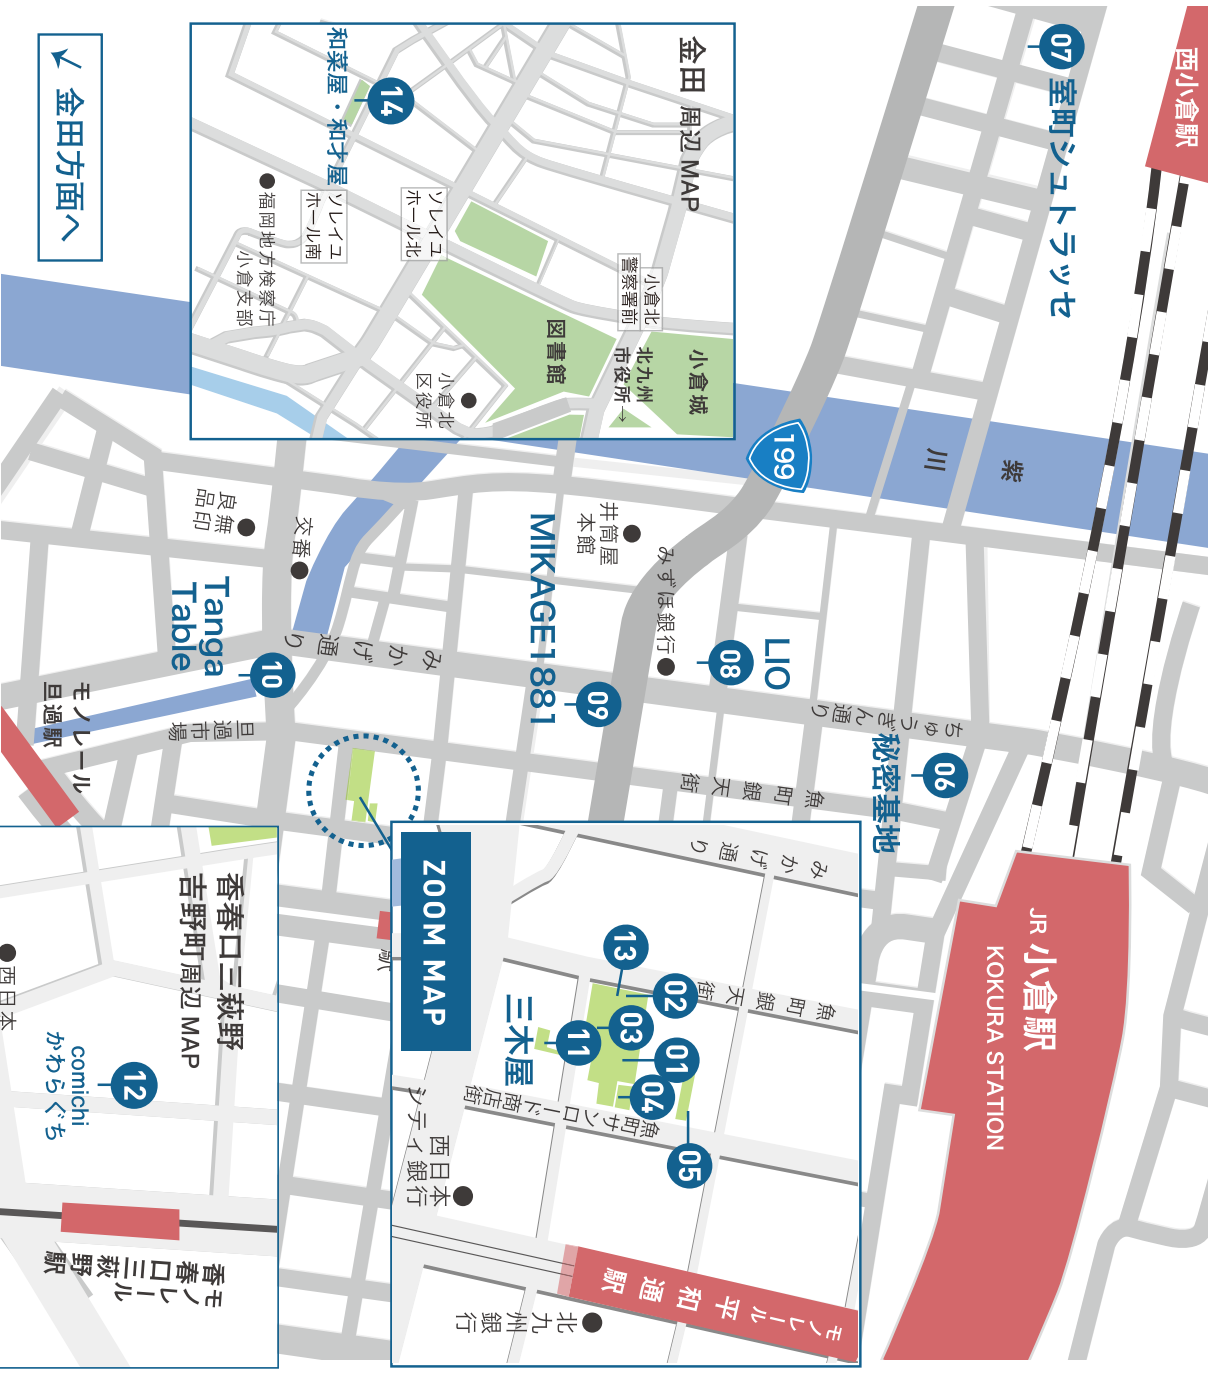 西小倉駅
07
室町シュトラッセ
金田 周辺 MAP
14
和菜屋・和才屋
ソレイユ
ホール南
ソレイユ
ホール北
福岡地方検察庁
小倉支部
小倉北
警察署前
北九州
市役所→
小倉城
図書館
小倉北
区役所
↙ 金田方面へ
紫
川
199
井筒屋
本館
良無
品印
交番
MIKAGE1881
09
みずほ銀行
LIO
08
Tanga
Table
10
みかげ通り
ちゅうぎん通り
秘密基地
06
魚町銀天街
旦過市場
モノレール
旦過駅
JR 小倉駅
KOKURA STATION
ZOOM MAP
みかげ通り
魚町銀天街
13
02
03
11
01
04
05
三木屋
魚町サンロード商店街
西日本
シティ銀行
モノレール 平和通駅
北九州銀行
駅
香春口三萩野
吉野町周辺 MAP
西日本
12
comichi
かわらぐち
モノレール
香春口三萩野駅